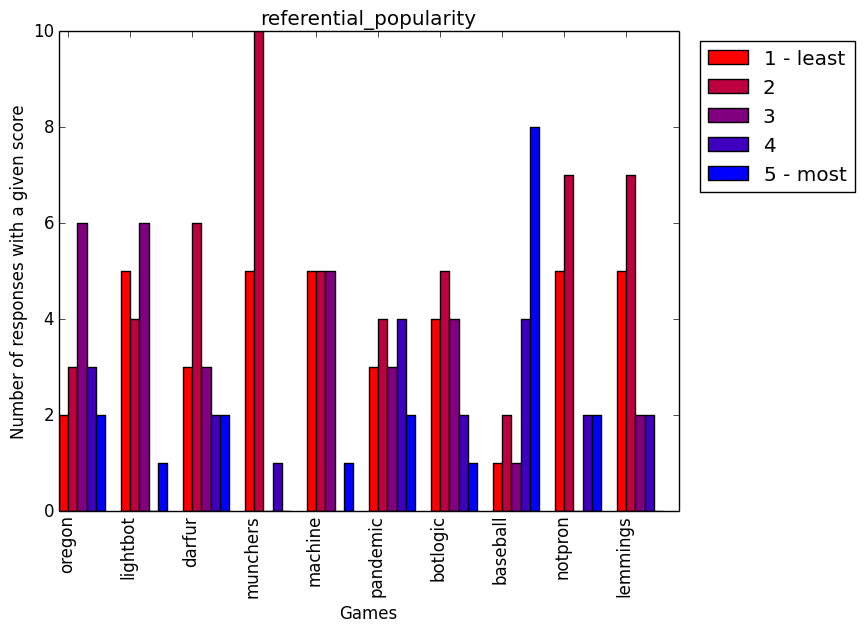 referential_popularity
10
8
6
4
2
0
Number of responses with a given score
oregon
lightbot
darfur
munchers
machine
pandemic
botlogic
baseball
notpron
lemmings
Games
1 - least
2
3
4
5 - most